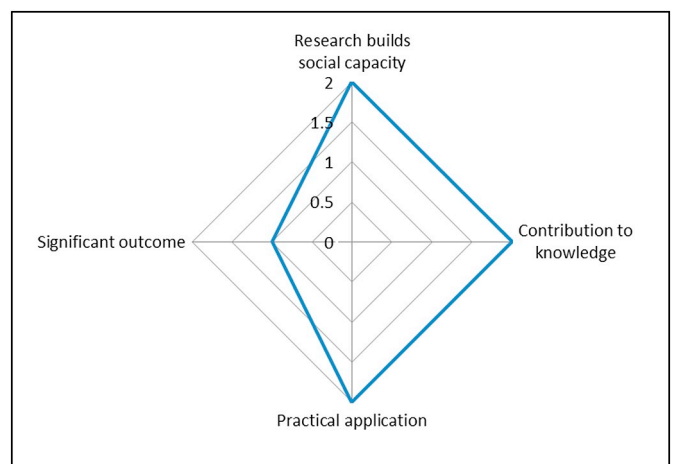 Research builds
social capacity
2
1.5
1
0.5
0
Significant outcome
Contribution to
knowledge
Practical application